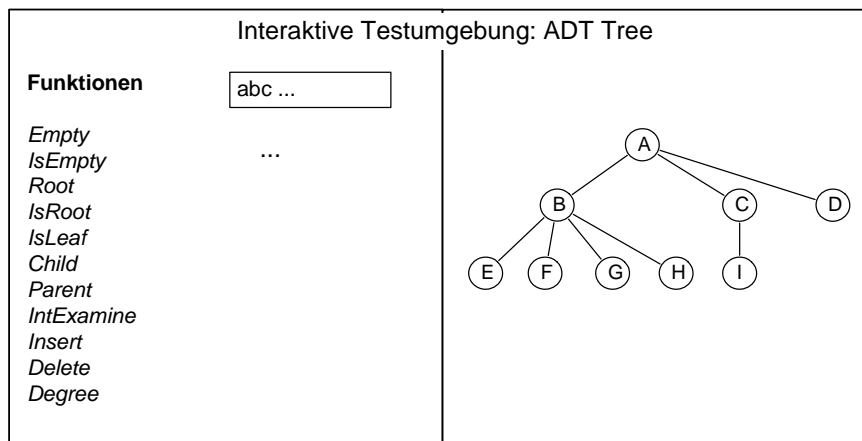 Interaktive Testumgebung: ADT Tree
Funktionen
abc ...
...
Empty
IsEmpty
Root
IsRoot
IsLeaf
Child
Parent
IntExamine
Insert
Delete
Degree
A
B C D
E F G H I